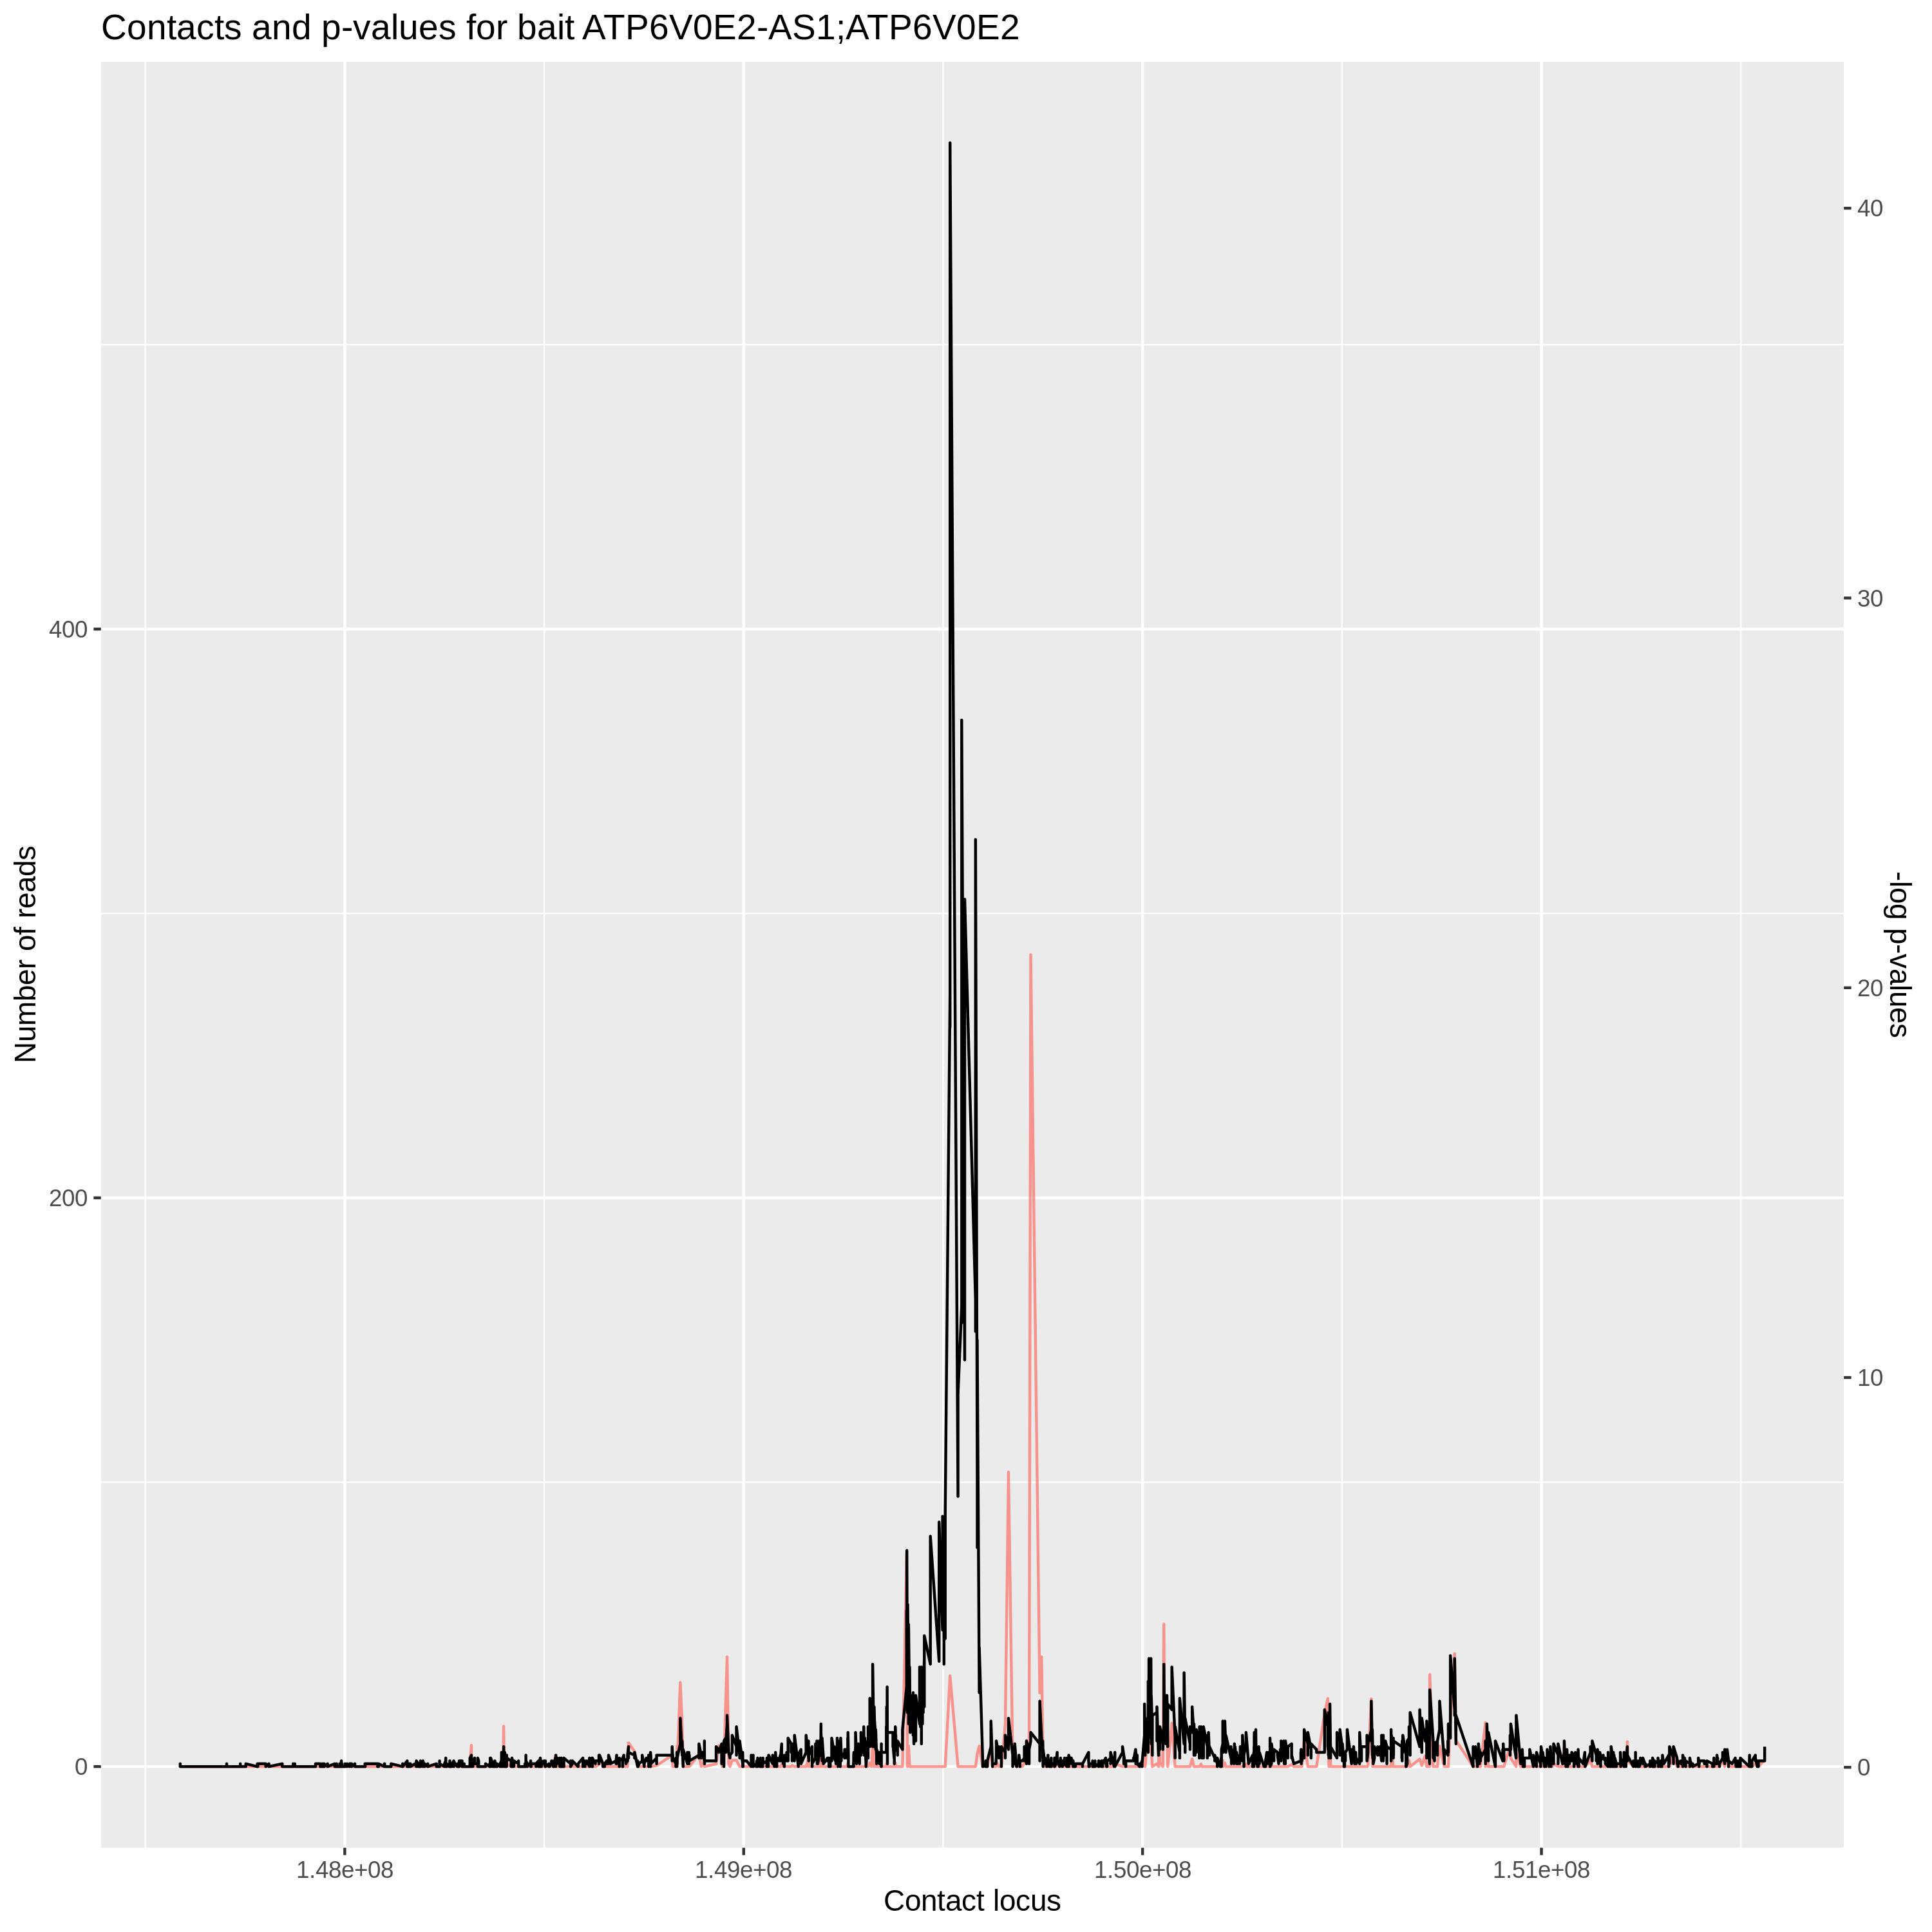 Contacts and p-values for bait ATP6V0E2-AS1;ATP6V0E2
Number of reads
400
200
0
40
30
20
10
0
-log p-values
1.48e+08
1.49e+08
1.50e+08
1.51e+08
Contact locus